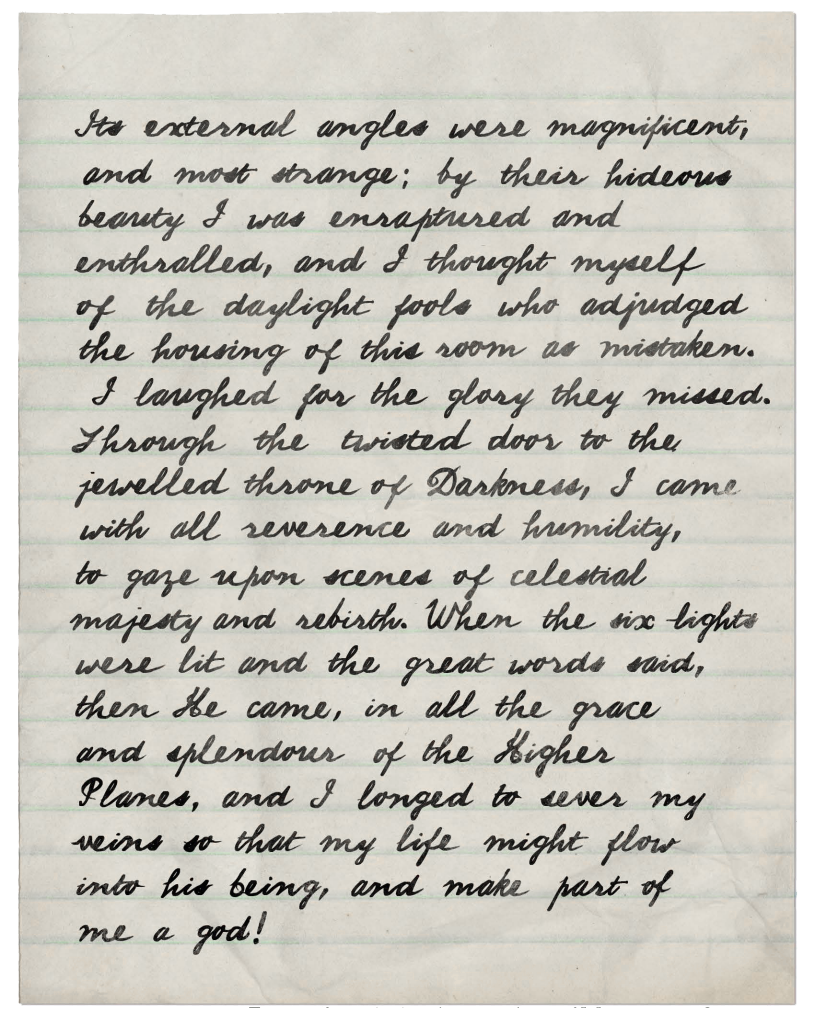 Its external angles were magnificent,
and most strange; by their hideous
beauty I was enraptured and
enthralled, and I thought myself
of the daylight fools who adjudged
the housing of this room as mistaken.
I laughed for the glory they missed.
Through the twisted door to the
jewelled throne of Darkness, I came
with all reverence and humility,
to gaze upon scenes of celestial
majesty and rebirth. When the six lights
were lit and the great words said,
then He came, in all the grace
and splendour of the Higher
Planes, and I longed to sever my
veins so that my life might flow
into his being, and make part of
me a god!